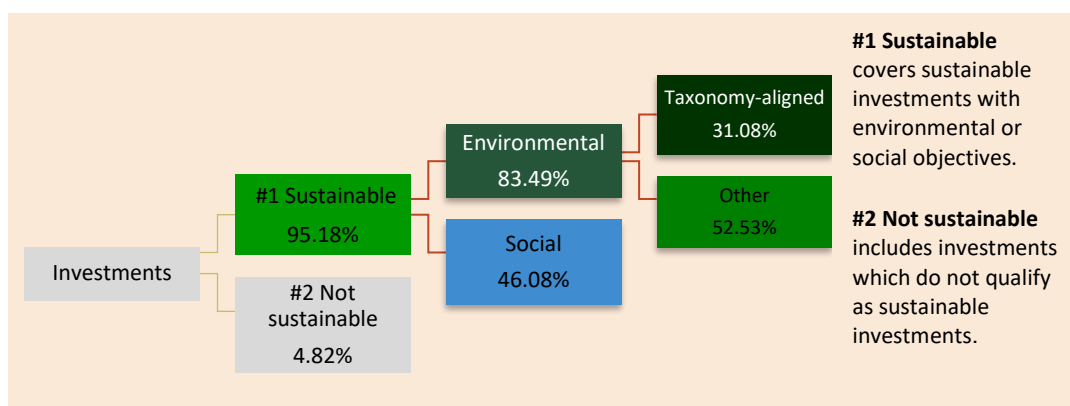 Investments
#1 Sustainable
95.18%
#2 Not
sustainable
4.82%
Environmental
83.49%
Social
46.08%
Taxonomy-aligned
31.08%
Other
52.53%
#1 Sustainable
covers sustainable
investments with
environmental or
social objectives.
#2 Not sustainable
includes investments
which do not qualify
as sustainable
investments.